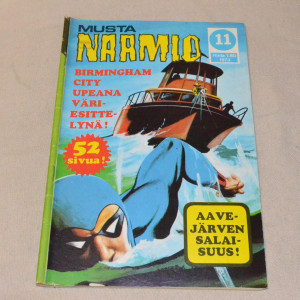 MUSTA
NAAMIO
11
BIRMINGHAM
CITY
UPEANA
VÄRI-
ESITTE-
LYNÄ!
52
sivua!
AAVE-
JÄRVEN
SALAI-
SUUS!